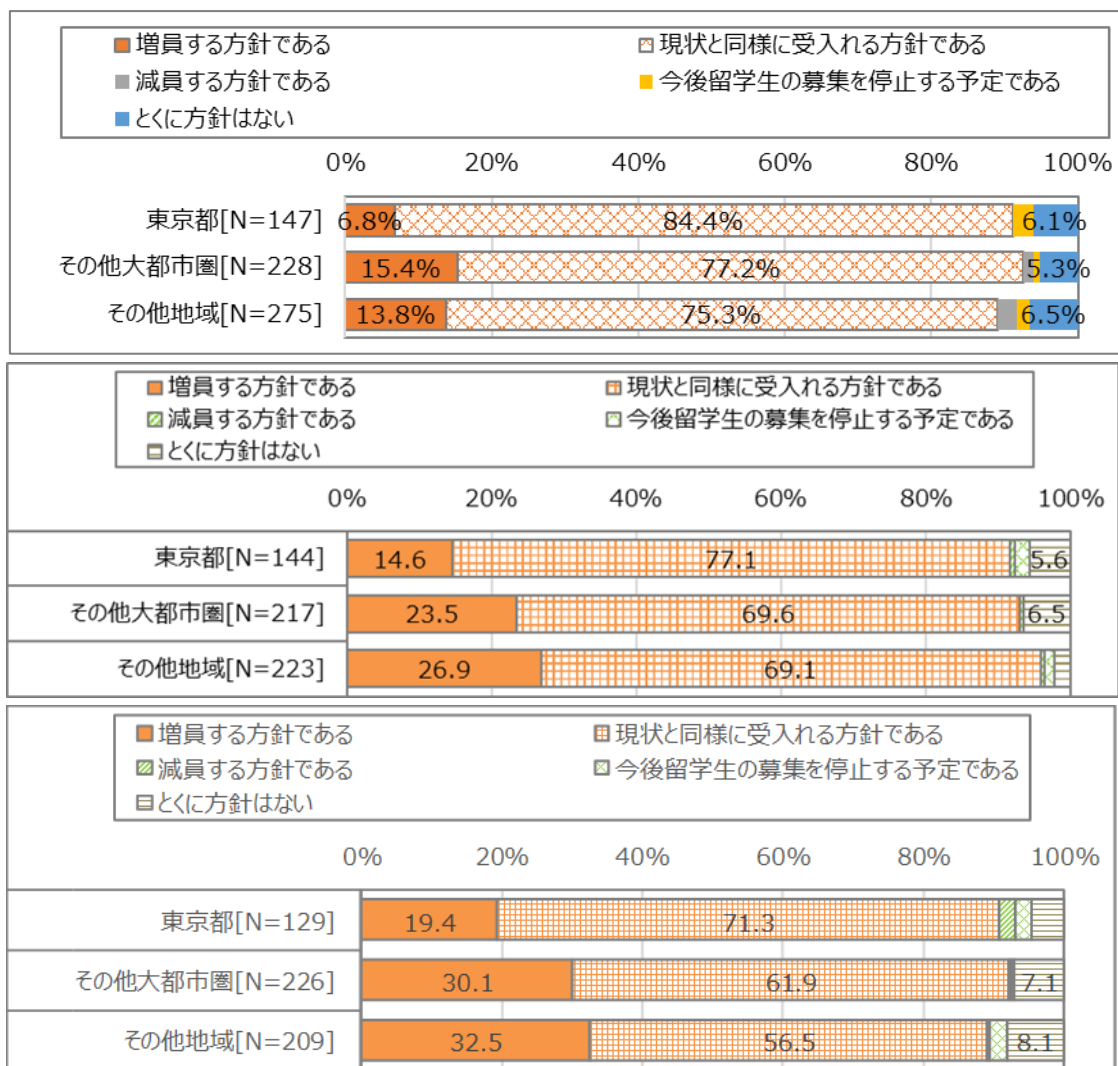 増員する方針である 現状と同様に受入れる方針である
減員する方針である 今後留学生の募集を停止する予定である
とくに方針はない
0% 20% 40% 60% 80% 100%
東京都[N=147] 6.8% 84.4% 6.1%
その他大都市圏[N=228] 15.4% 77.2% 5.3%
その他地域[N=275] 13.8% 75.3% 6.5%
増員する方針である 現状と同様に受入れる方針である
減員する方針である 今後留学生の募集を停止する予定である
とくに方針はない
0% 20% 40% 60% 80% 100%
東京都[N=144] 14.6 77.1 5.6
その他大都市圏[N=217] 23.5 69.6 6.5
その他地域[N=223] 26.9 69.1
増員する方針である 現状と同様に受入れる方針である
減員する方針である 今後留学生の募集を停止する予定である
とくに方針はない
0% 20% 40% 60% 80% 100%
東京都[N=129] 19.4 71.3
その他大都市圏[N=226] 30.1 61.9 7.1
その他地域[N=209] 32.5 56.5 8.1